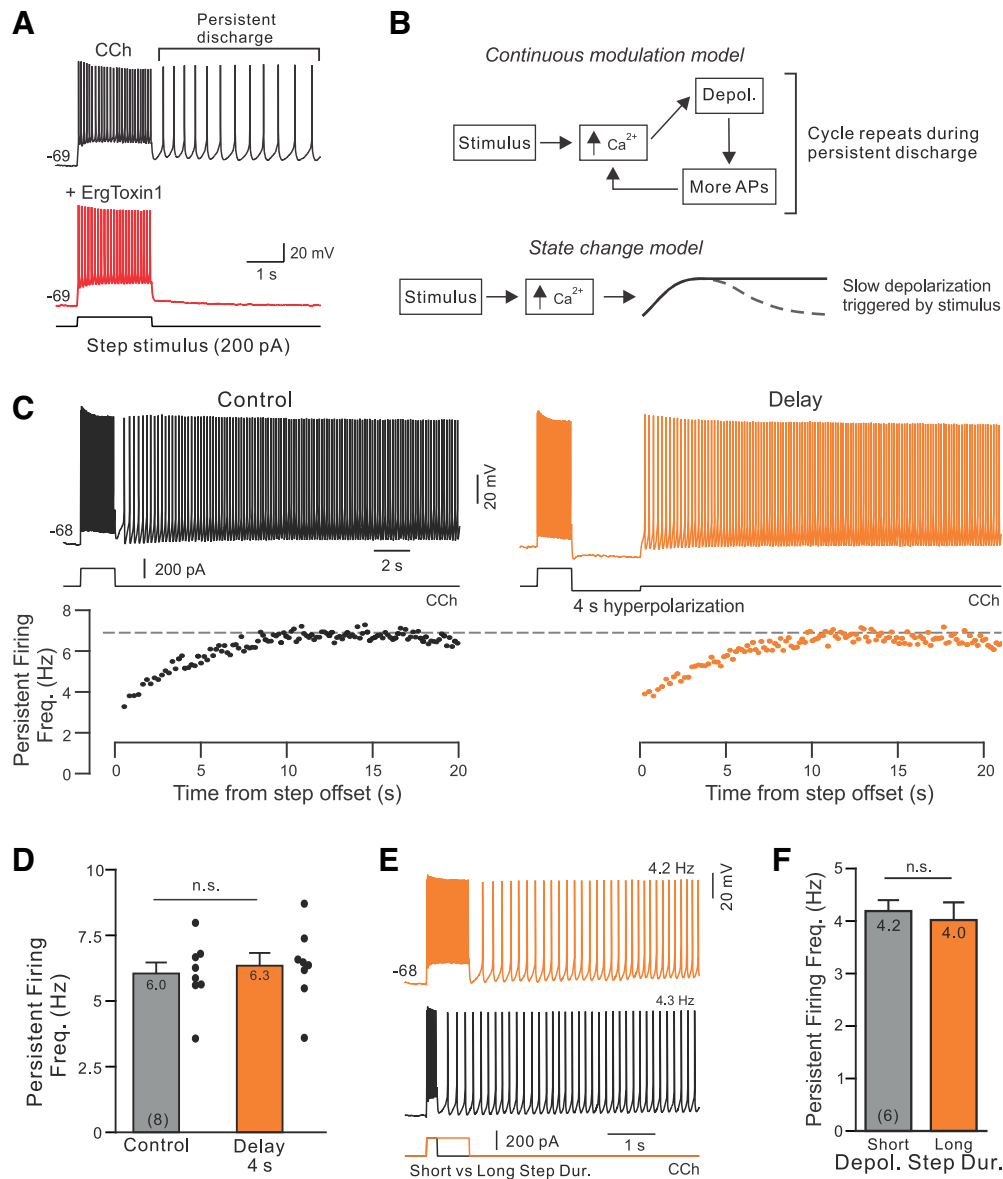 A
CCh
Persistent
discharge
-69
+ ErgToxin1
-69
20 mV
1 s
Step stimulus (200 pA)
B
Continuous modulation model
Stimulus
Ca2+
Depol.
More APs
Cycle repeats during
persistent discharge
State change model
Stimulus
Ca2+
Slow depolarization
triggered by stimulus
C
Control
-68
20 mV
200 pA
2 s
CCh
Delay
4 s hyperpolarization
CCh
Persistent Firing
Freq. (Hz)
8
6
4
2
0
0 5 10 15 20
Time from step offset (s)
0 5 10 15 20
Time from step offset (s)
D
Persistent Firing
Freq. (Hz)
10
7.5
5
2.5
0
n.s.
6.0
6.3
(8)
Control
Delay
4 s
E
4.2 Hz
20 mV
-68
4.3 Hz
200 pA
1 s
Short vs Long Step Dur.
CCh
F
Persistent Firing Freq. (Hz)
5
4
3
2
1
0
n.s.
4.2
4.0
(6)
Short Long
Depol. Step Dur.